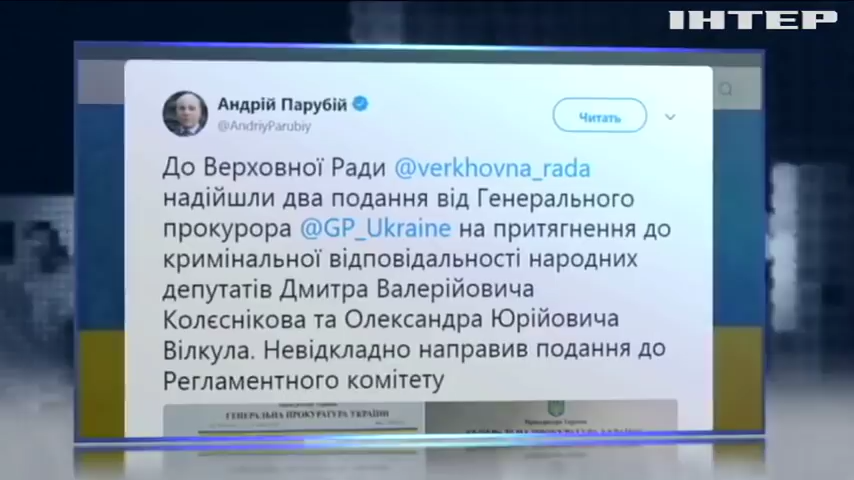 ІНТЕР
Андрій Парубій
@AndriyParubiy
Читать
До Верховної Ради @verkhovna_rada
надійшли два подання від Генерального
прокурора @GP_Ukraine на притягнення до
кримінальної відповідальності народних
депутатів Дмитра Валерійовича
Колєснікова та Олександра Юрійовича
Вілкула. Невідкладно направив подання до
Регламентного комітету
ГЕНЕРАЛЬНА ПРОКУРАТУРА УКРАЇНИ